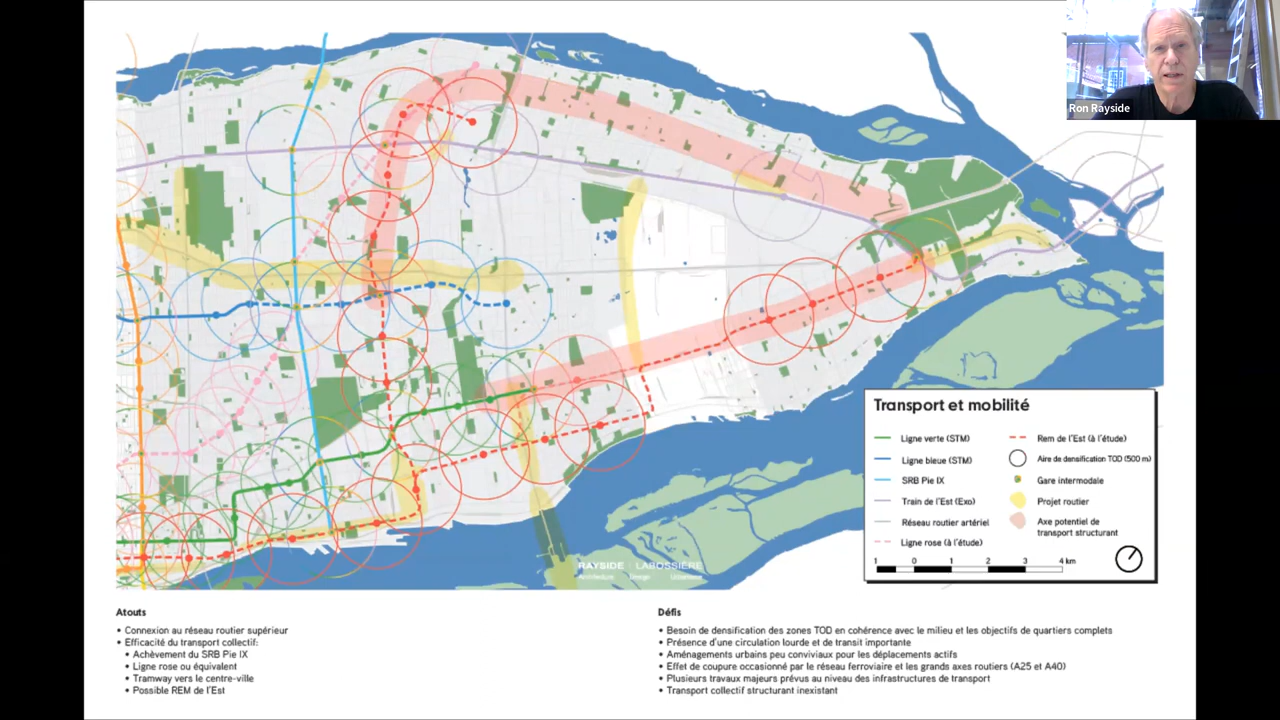 Ron Rayside
Transport et mobilité
Ligne verte (STM)
Ligne bleue (STM)
SRB Pie IX
Train de l'Est (Exo)
Réseau routier artériel
Ligne rose (à l'étude)
Rem de l'Est (à l'étude)
Aire de densification TOD (500 m)
Gare intermodale
Projet routier
Axe potentiel de
transport structurant
1 0 1 2 3 4 km
RAYSIDE LABOSSIÈRE
Architecture Design Urbanisme
Atouts
• Connexion au réseau routier supérieur
• Efficacité du transport collectif:
• Achèvement du SRB Pie IX
• Ligne rose ou équivalent
• Tramway vers le centre-ville
• Possible REM de l'Est
Défis
• Besoin de densification des zones TOD en cohérence avec le milieu et les objectifs de quartiers complets
• Présence d'une circulation lourde et de transit importante
• Aménagements urbains peu conviviaux pour les déplacements actifs
• Effet de coupure occasionné par le réseau ferroviaire et les grands axes routiers (A25 et A40)
• Plusieurs travaux majeurs prévus au niveau des infrastructures de transport
• Transport collectif structurant inexistant